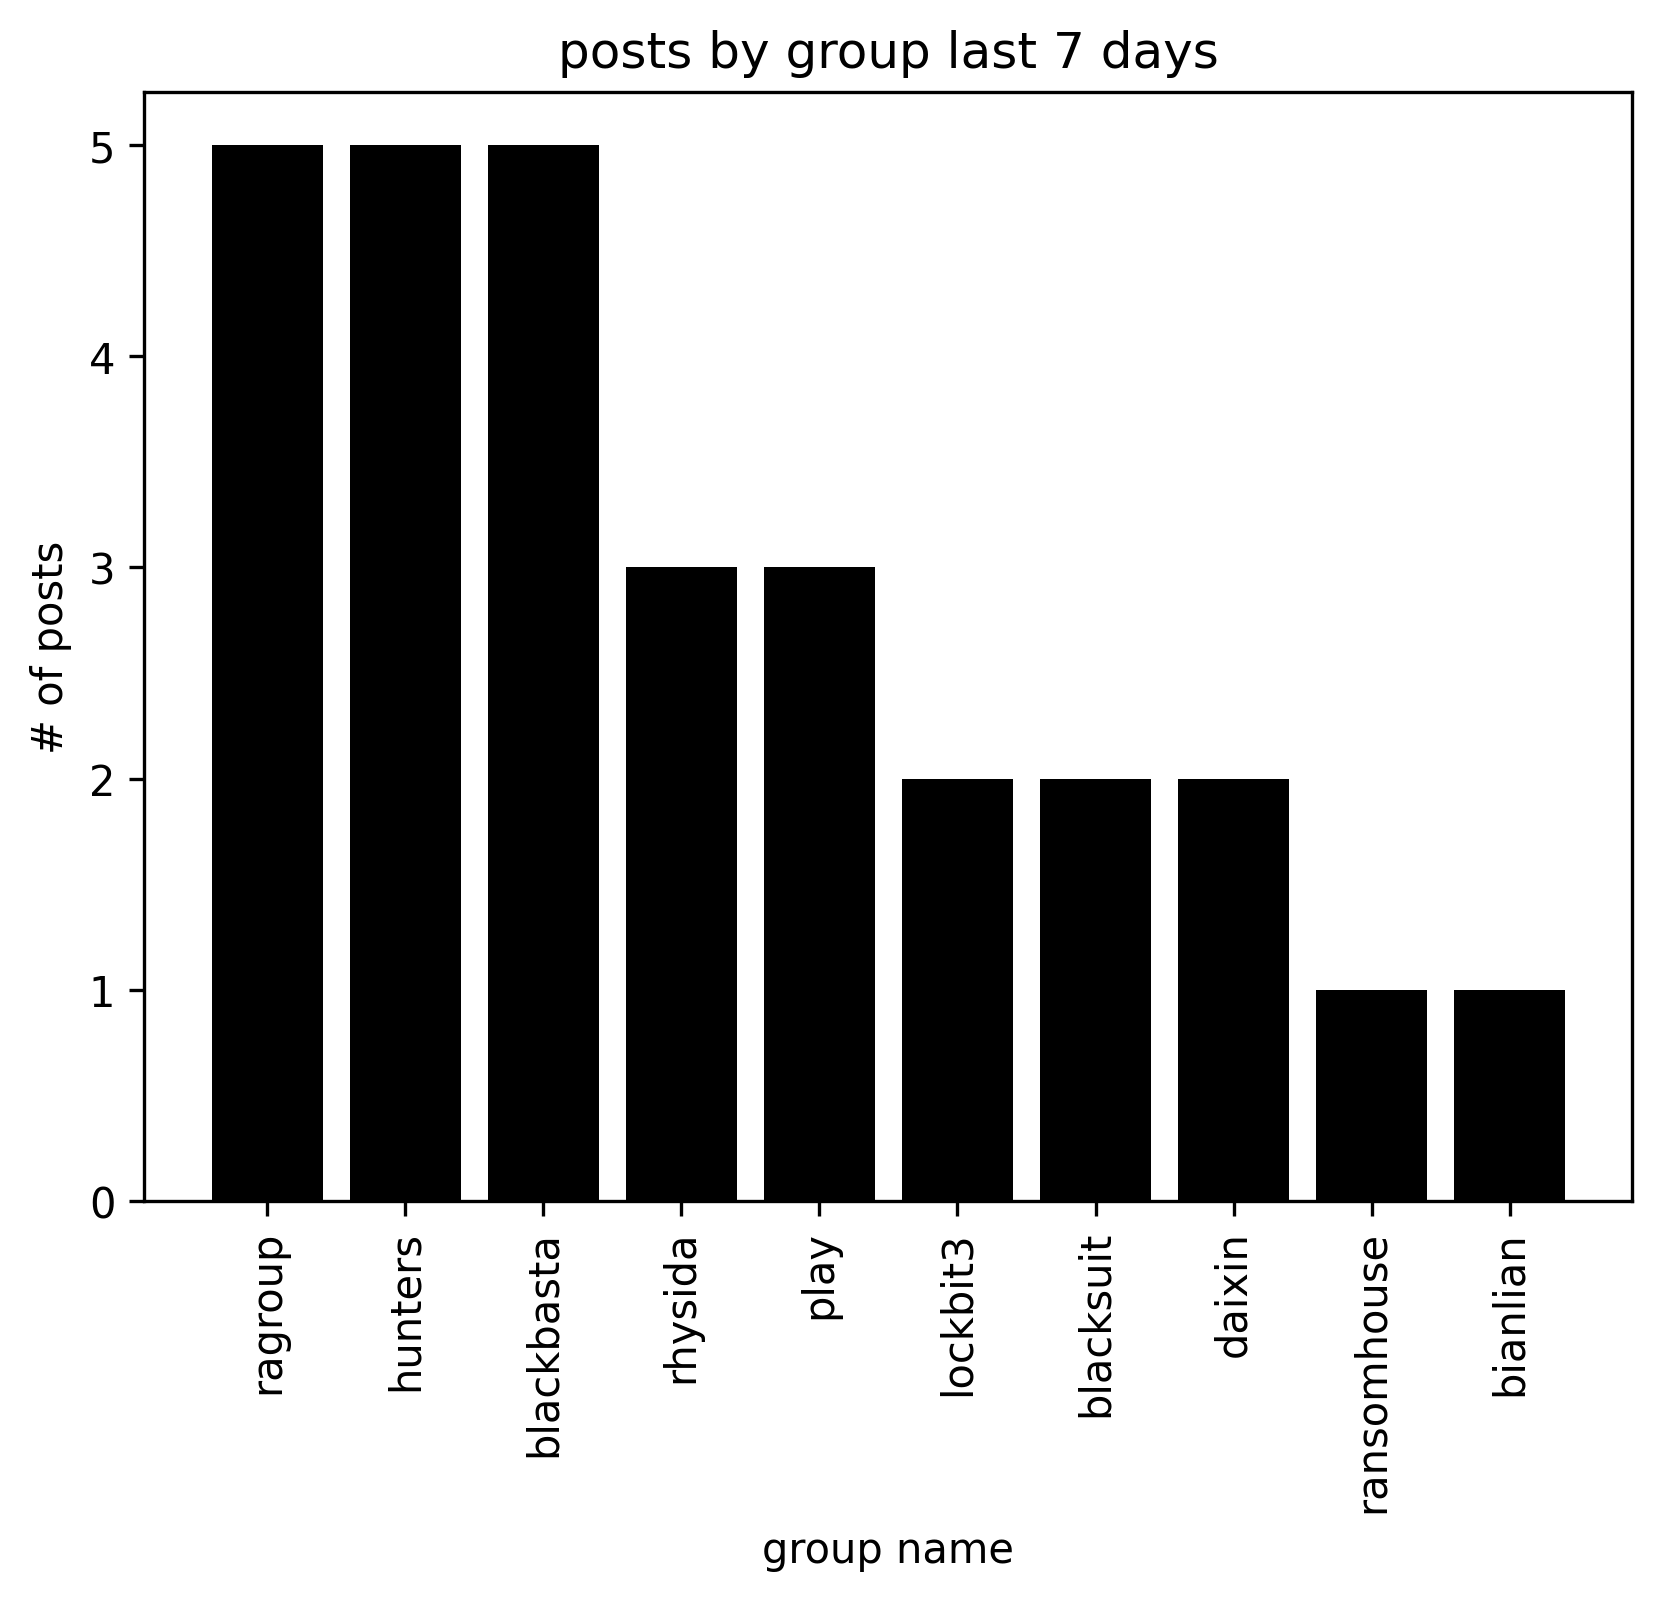 posts by group last 7 days
# of posts
5
4
3
2
1
0
ragroup
hunters
blackbasta
rhysida
play
lockbit3
blacksuit
daixin
ransomhouse
bianlian
group name